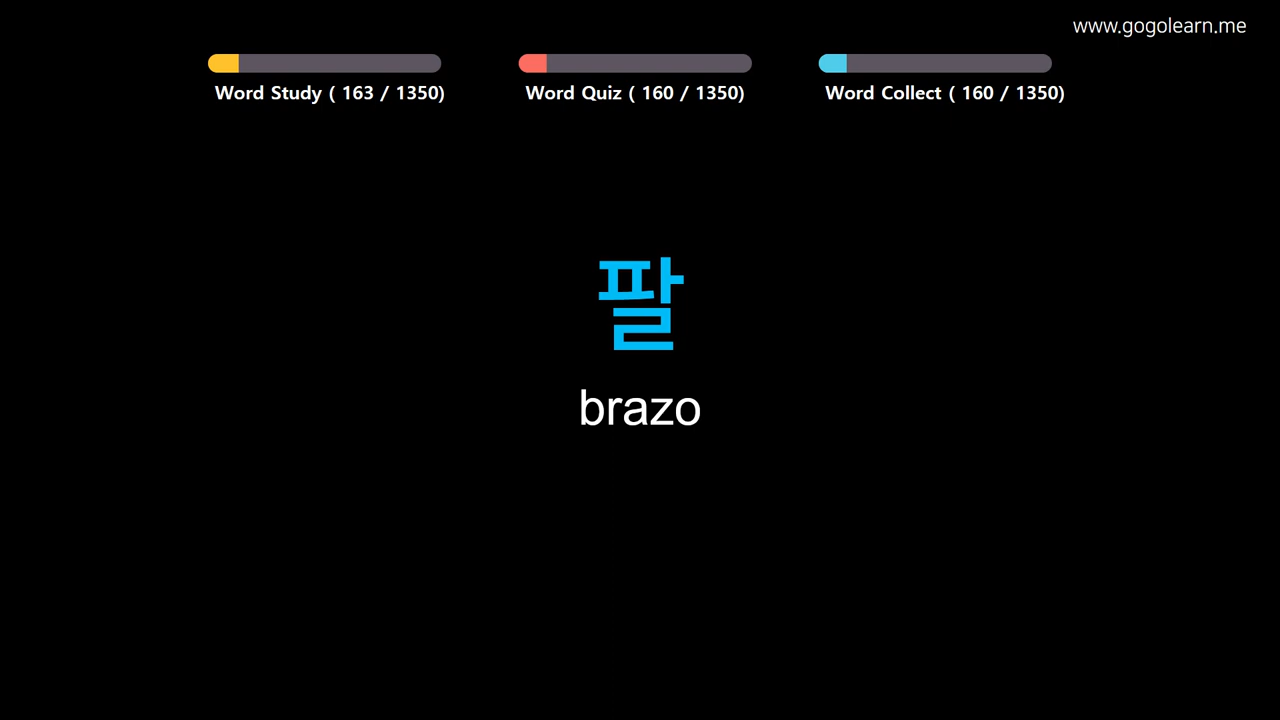 www.gogolearn.me
Word Study ( 163 / 1350)
Word Quiz ( 160 / 1350)
Word Collect ( 160 / 1350)
팔
brazo